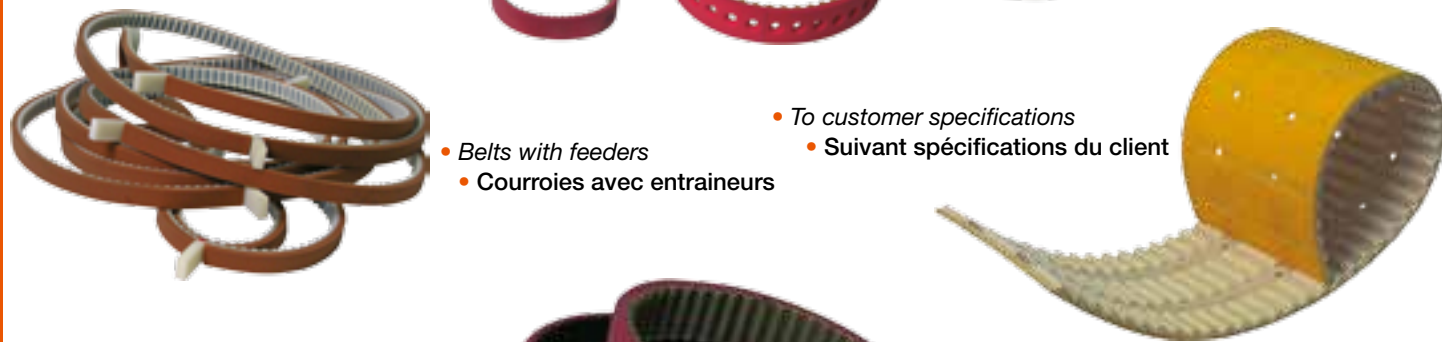 • To customer specifications
• Suivant spécifications du client
• Belts with feeders
• Courroies avec entraineurs